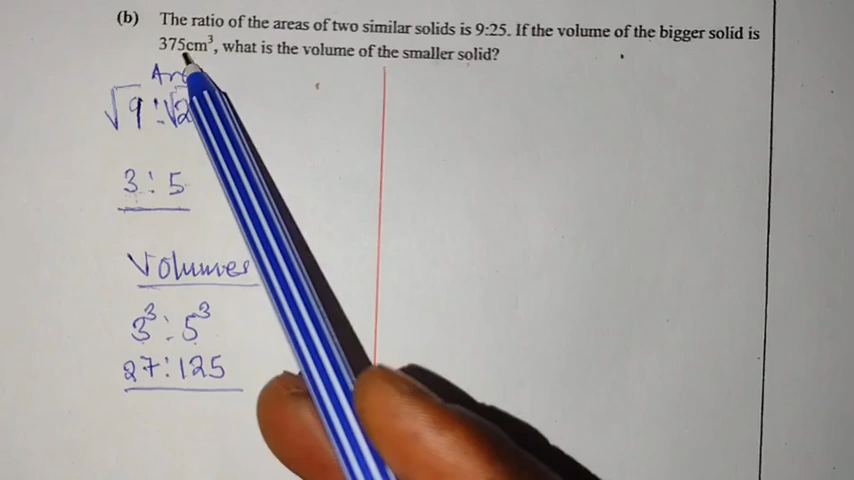 (b) The ratio of the areas of two similar solids is 9:25. If the volume of the bigger solid is
375cm³, what is the volume of the smaller solid?
√9 : √2
3 : 5
Volumes
3³ : 5³
27 : 125